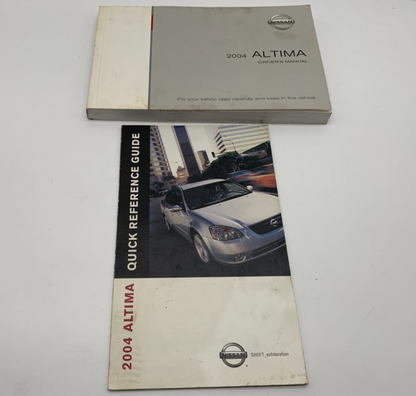 NISSAN
2004 ALTIMA
OWNER'S MANUAL
For your safety, read carefully and keep in this vehicle.
2004 ALTIMA QUICK REFERENCE GUIDE
NISSAN
SHIFT_exhilaration